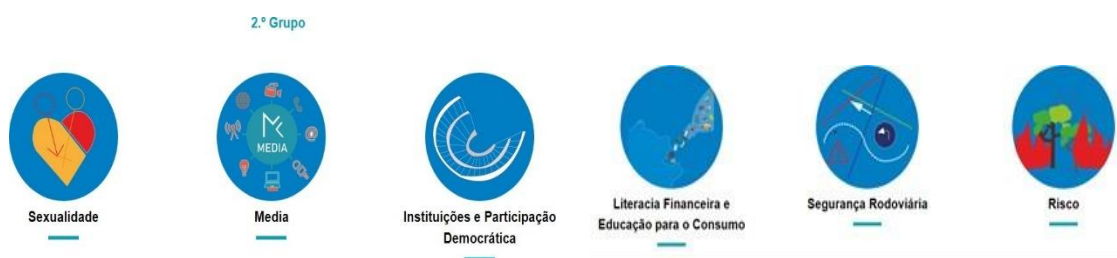 2.º Grupo
MEDIA
Sexualidade
Media
Instituições e Participação
Democrática
Literacia Financeira e
Educação para o Consumo
Segurança Rodoviária
Risco